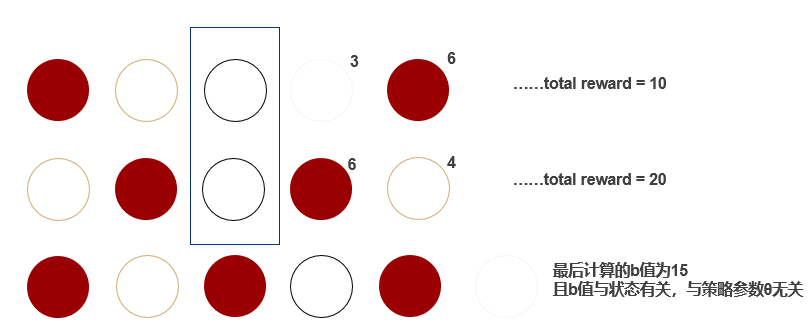 3
6
……total reward = 10
6
4
……total reward = 20
最后计算的b值为15
且b值与状态有关，与策略参数θ无关